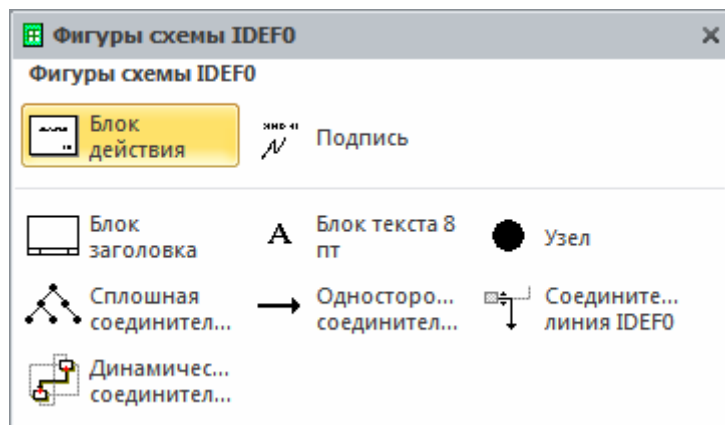 Фигуры схемы IDEF0
Фигуры схемы IDEF0
Блок
действия
Подпись
Блок
заголовка
A
Блок текста 8
пт
Узел
Сплошная
соединител...
Односторо...
соединител...
Соедините...
линия IDEF0
Динамичес...
соединител...